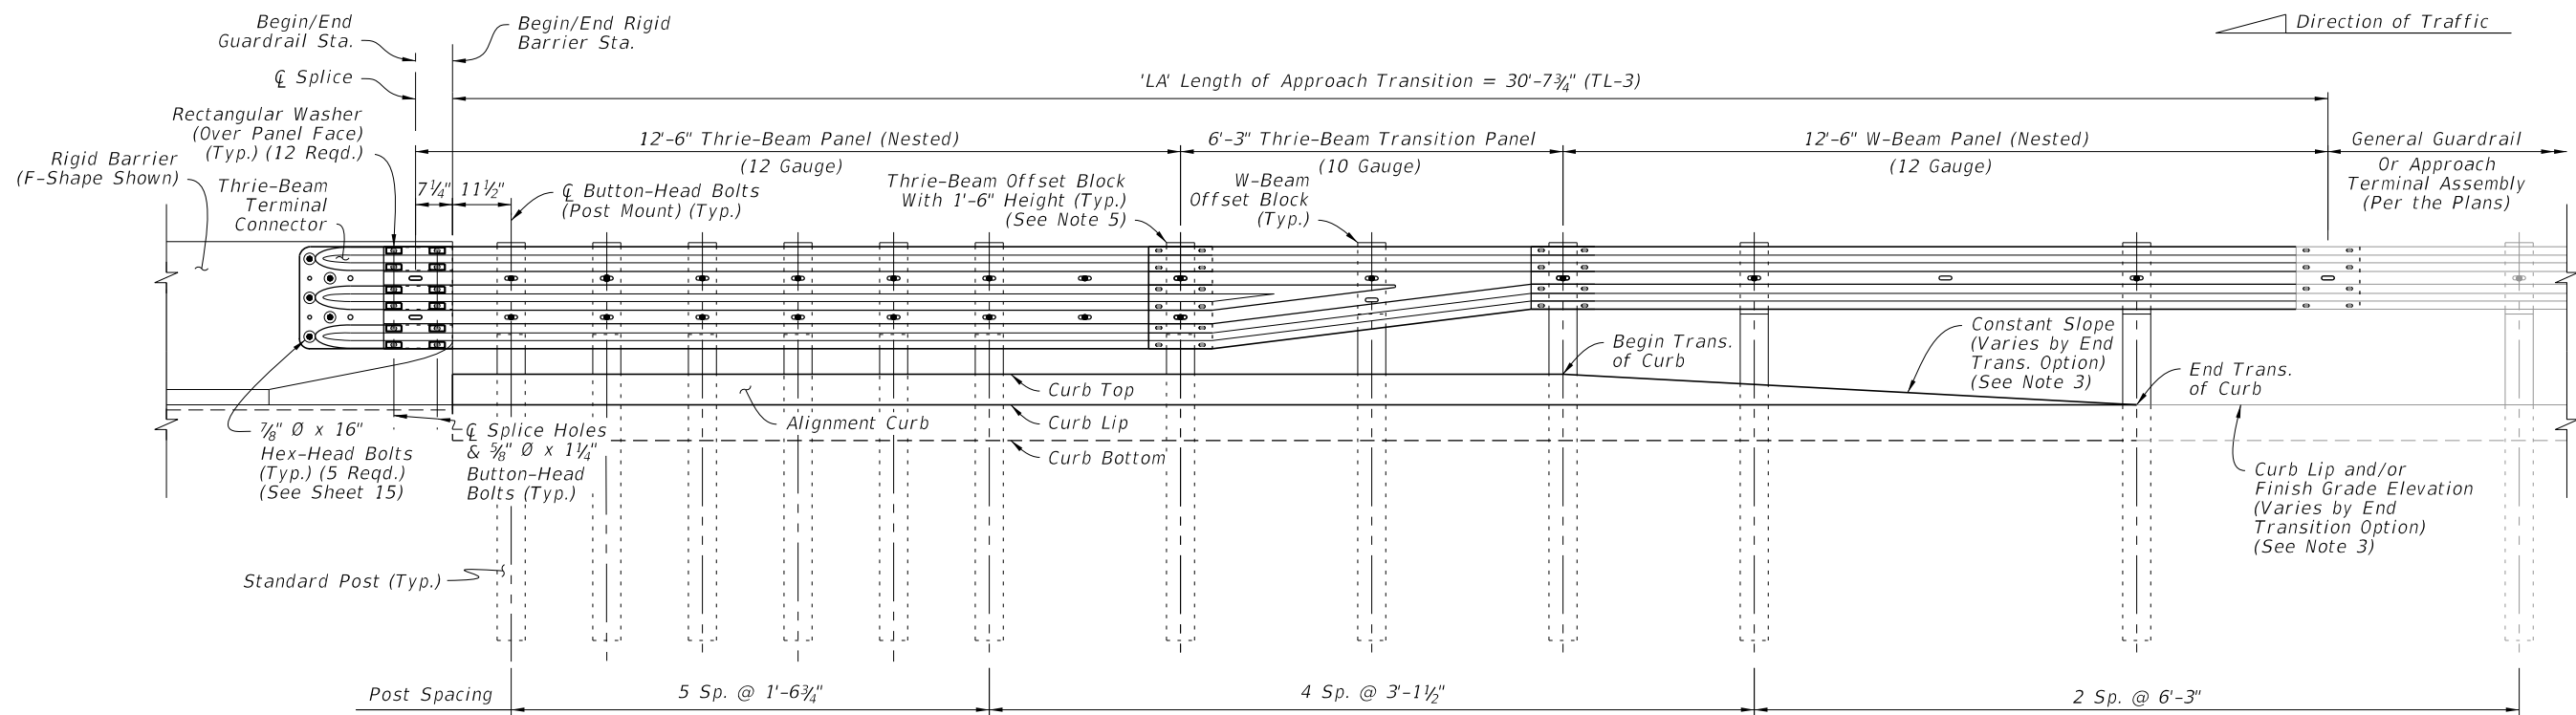 Begin/End
Guardrail Sta.
Begin/End Rigid
Barrier Sta.
Direction of Traffic
℄ Splice
'LA' Length of Approach Transition = 30'-7¾" (TL-3)
Rectangular Washer
(Over Panel Face)
(Typ.) (12 Reqd.)
12'-6" Thrie-Beam Panel (Nested)
(12 Gauge)
6'-3" Thrie-Beam Transition Panel
(10 Gauge)
12'-6" W-Beam Panel (Nested)
(12 Gauge)
General Guardrail
Or Approach
Terminal Assembly
(Per the Plans)
Rigid Barrier
(F-Shape Shown)
Thrie-Beam
Terminal
Connector
7¼"
11½"
℄ Button-Head Bolts
(Post Mount) (Typ.)
Thrie-Beam Offset Block
With 1'-6" Height (Typ.)
(See Note 5)
W-Beam
Offset Block
(Typ.)
Begin Trans.
of Curb
Constant Slope
(Varies by End
Trans. Option)
(See Note 3)
End Trans.
of Curb
Curb Top
Alignment Curb
Curb Lip
Curb Bottom
⅞" Ø x 16"
Hex-Head Bolts
(Typ.) (5 Reqd.)
(See Sheet 15)
℄ Splice Holes
& ⅝" Ø x 1¼"
Button-Head
Bolts (Typ.)
Curb Lip and/or
Finish Grade Elevation
(Varies by End
Transition Option)
(See Note 3)
Standard Post (Typ.)
Post Spacing
5 Sp. @ 1'-6¾"
4 Sp. @ 3'-1½"
2 Sp. @ 6'-3"